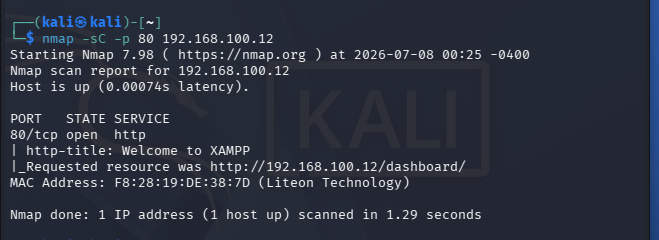 ┌──(kali㉿kali)-[~]
└─$ nmap -sC -p 80 192.168.100.12
Starting Nmap 7.98 ( https://nmap.org ) at 2026-07-08 00:25 -0400
Nmap scan report for 192.168.100.12
Host is up (0.00074s latency).
PORT   STATE SERVICE
80/tcp open  http
| http-title: Welcome to XAMPP
|_Requested resource was http://192.168.100.12/dashboard/
MAC Address: F8:28:19:DE:38:7D (Liteon Technology)
Nmap done: 1 IP address (1 host up) scanned in 1.29 seconds
KALI